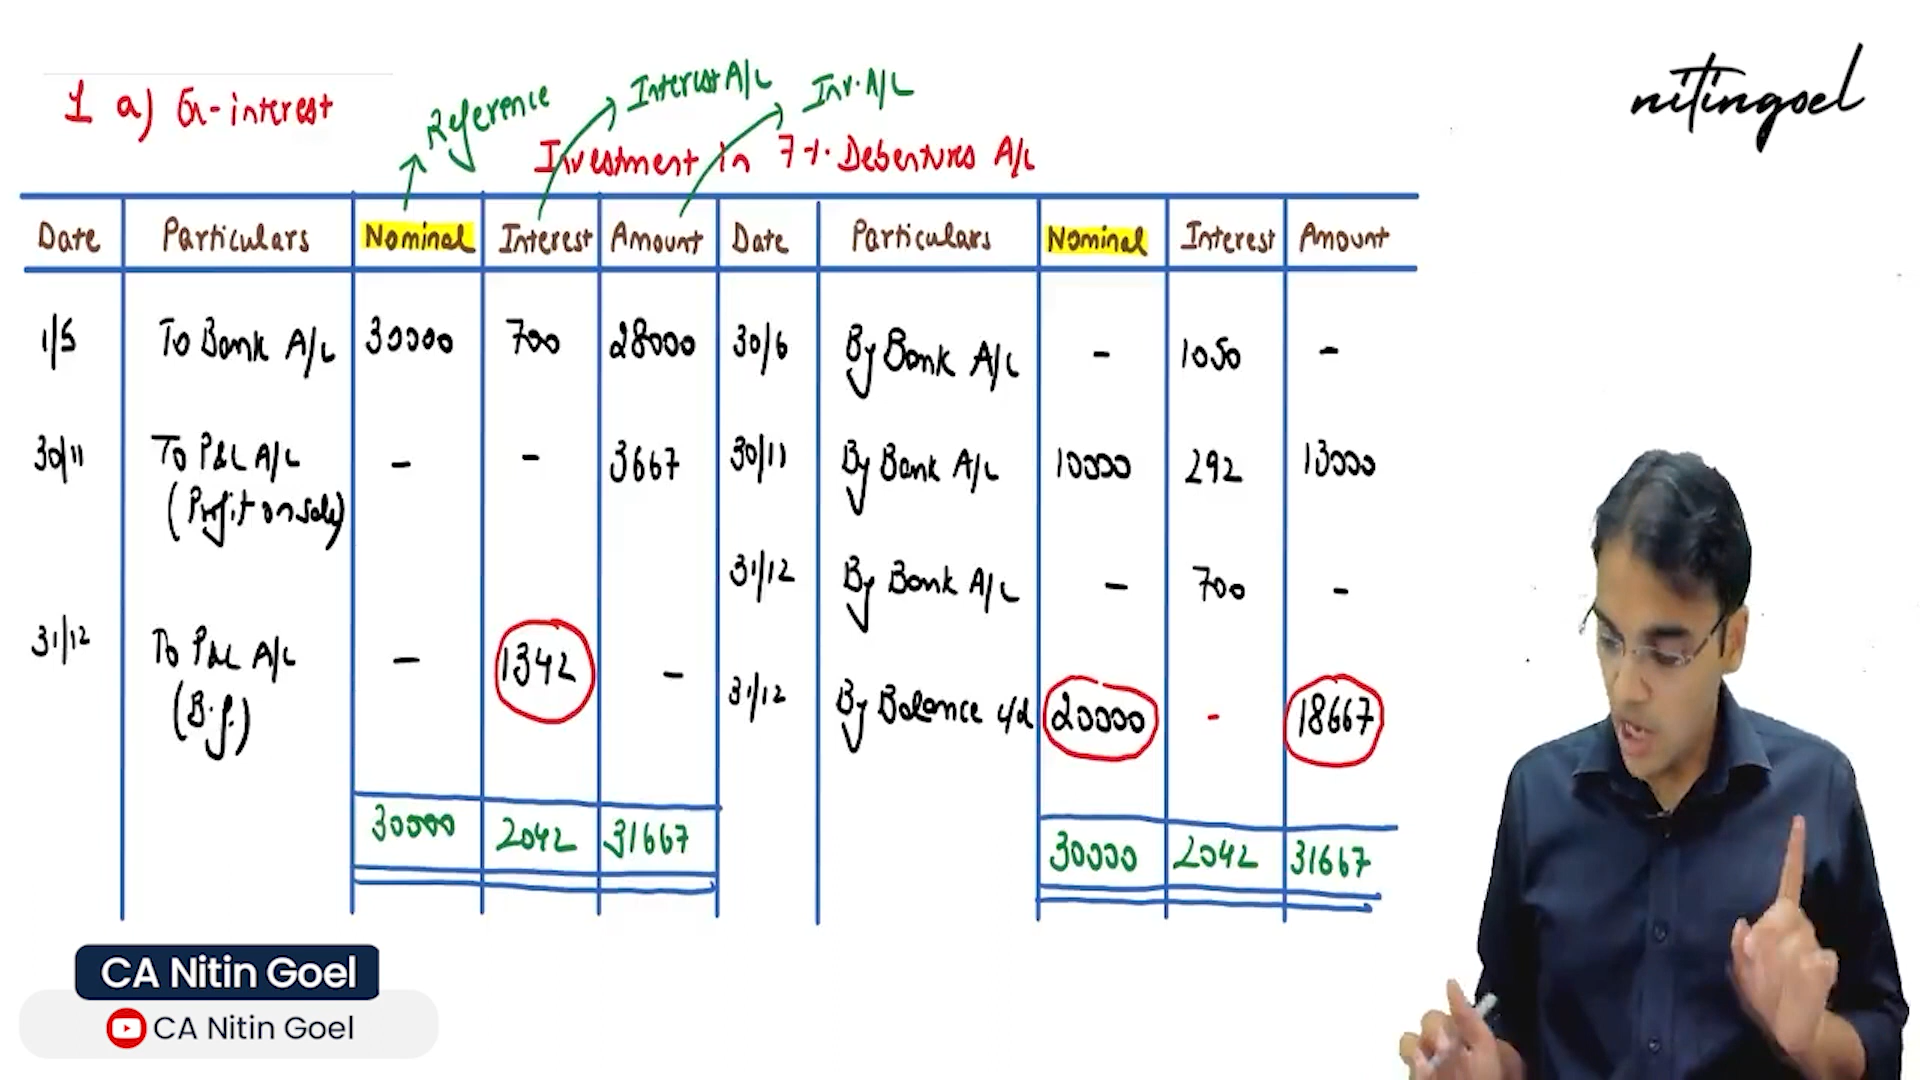 1 a) Ex-interest
Reference
Interest A/c
Inv. A/c
nitingoel
Investment in 7% Debentures A/c
Date Particulars Nominal Interest Amount Date Particulars Nominal Interest Amount
1/5 To Bank A/c 30000 700 28000 30/6 By Bank A/c - 1050 -
30/11 To P&L A/c - - 3667 30/11 By Bank A/c 10000 292 13000
(Profit on sale)
31/12 By Bank A/c - 700 -
31/12 To P&L A/c - 1342 - 31/12 By Balance c/d 20000 - 18667
(B.f.)
30000 2042 31667 30000 2042 31667
CA Nitin Goel
CA Nitin Goel